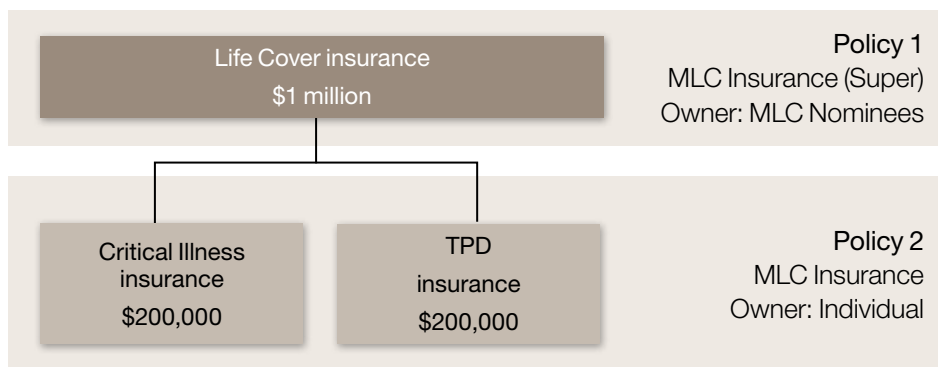 Life Cover insurance
$1 million
Policy 1
MLC Insurance (Super)
Owner: MLC Nominees
Critical Illness
insurance
$200,000
TPD
insurance
$200,000
Policy 2
MLC Insurance
Owner: Individual